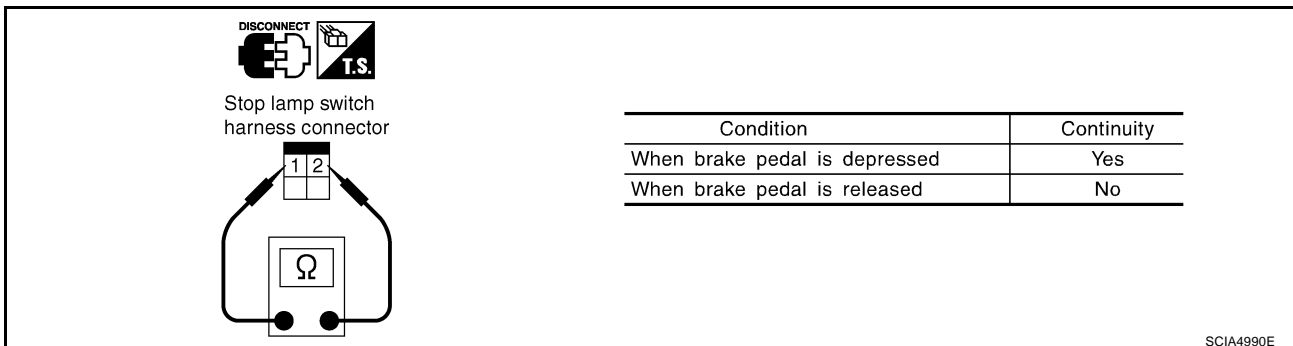 DISCONNECT
T.S.
Stop lamp switch
harness connector
1 2
Ω
Condition Continuity
When brake pedal is depressed Yes
When brake pedal is released No
SCIA4990E